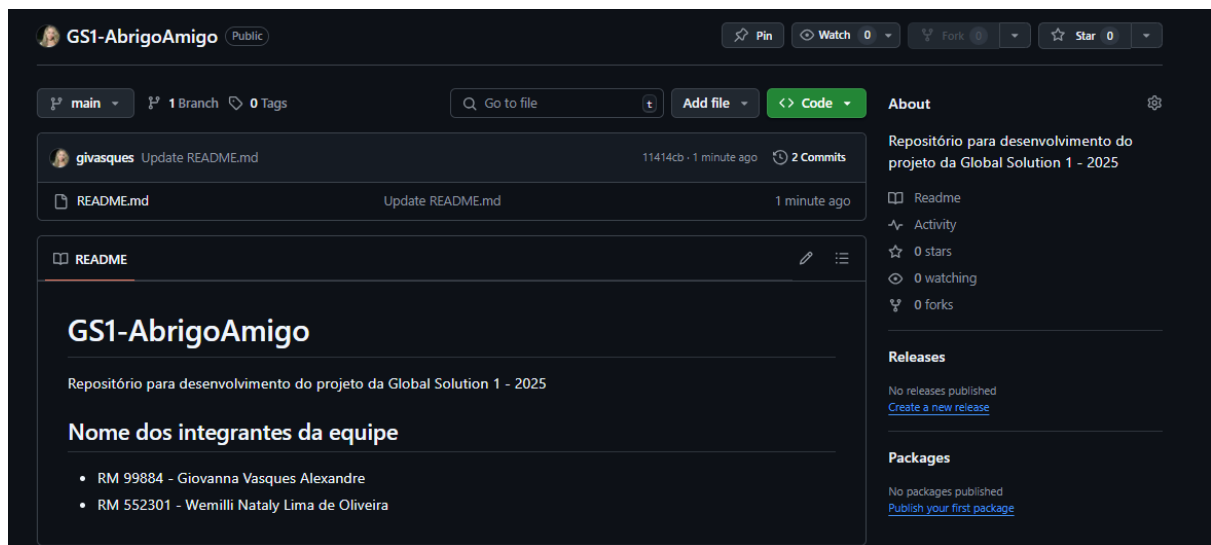 GS1-AbrigoAmigo Public
Pin
Watch 0
Fork 0
Star 0
main
1 Branch
0 Tags
Go to file
t
Add file
<> Code
givasques Update README.md
11414cb · 1 minute ago
2 Commits
README.md
Update README.md
1 minute ago
README
GS1-AbrigoAmigo
Repositório para desenvolvimento do projeto da Global Solution 1 - 2025
Nome dos integrantes da equipe
• RM 99884 - Giovanna Vasques Alexandre
• RM 552301 - Wemilli Nataly Lima de Oliveira
About
Repositório para desenvolvimento do
projeto da Global Solution 1 - 2025
Readme
Activity
0 stars
0 watching
0 forks
Releases
No releases published
Create a new release
Packages
No packages published
Publish your first package